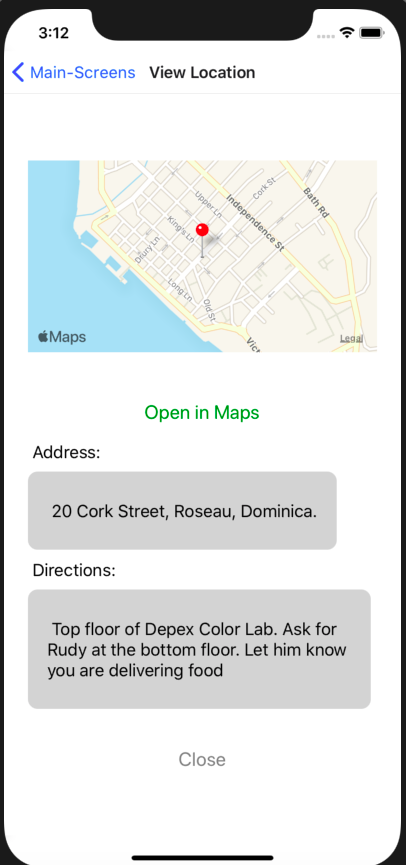 3:12
Main-Screens View Location
Cork St
Bath Rd
Upper Ln
Independence St
King's Ln
Drury Ln
Long Ln
Old St
Vict
Maps
Legal
Open in Maps
Address:
20 Cork Street, Roseau, Dominica.
Directions:
Top floor of Depex Color Lab. Ask for
Rudy at the bottom floor. Let him know
you are delivering food
Close